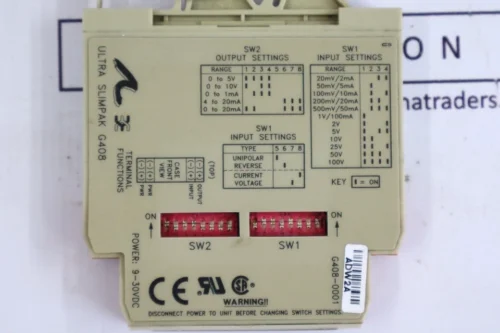 ION
natraders.
ULTRA SLIMPAK G408
TERMINAL
FUNCTIONS
SW2
OUTPUT SETTINGS
RANGE 1 2 3 4 5 6 7 8
0 to 5V
0 to 10V
0 to 1mA
4 to 20mA
0 to 20mA
SW1
INPUT SETTINGS
RANGE 1 2 3 4
20mV/2mA
50mV/5mA
100mV/10mA
200mV/20mA
500mV/50mA
1V/100mA
2V
5V
10V
25V
50V
100V
SW1
INPUT SETTINGS
TYPE 5 6 7 8
UNIPOLAR
REVERSE
CURRENT
VOLTAGE
KEY = ON
(TOP)
OUTPUT
INPUT
CASE
FRONT
VIEW
PWR
PWR
ON
SW2
SW1
ON
POWER: 9-30VDC
G408-0001
ADW2A
CE
WARNING!!
DISCONNECT POWER TO UNIT BEFORE CHANGING SWITCH SETTINGS